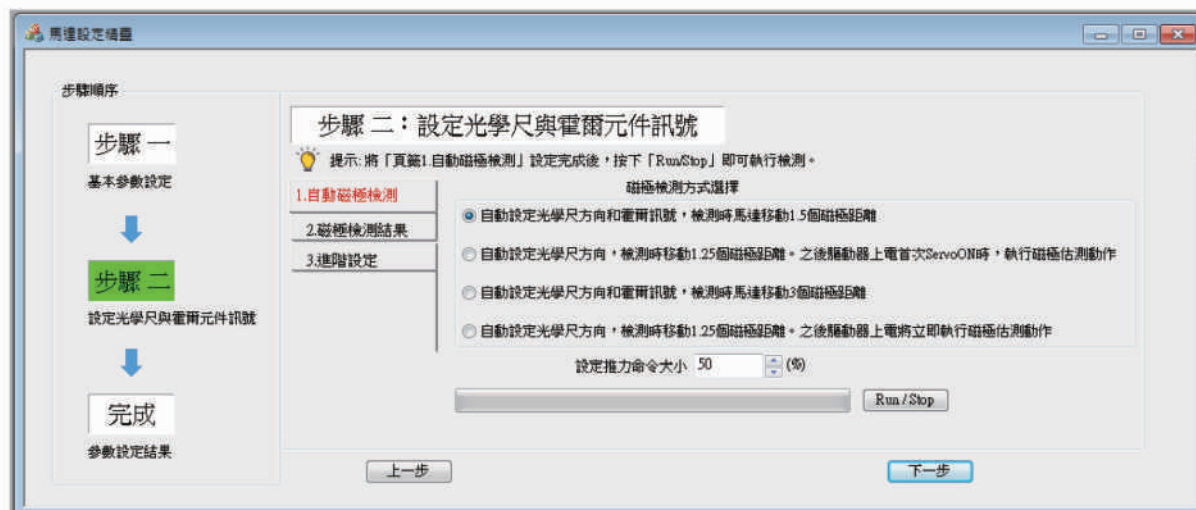 馬達設定精靈
步驟順序
步驟 一
基本參數設定
步驟 二
設定光學尺與霍爾元件訊號
完成
參數設定結果
步驟 二：設定光學尺與霍爾元件訊號
提示: 將「頁籤1.自動磁極檢測」設定完成後，按下「Run/Stop」即可執行檢測。
1.自動磁極檢測
2.磁極檢測結果
3.進階設定
磁極檢測方式選擇
自動設定光學尺方向和霍爾訊號，檢測時馬達移動1.5個磁極距離
自動設定光學尺方向，檢測時移動1.25個磁極距離。之後驅動器上電首次ServoON時，執行磁極估測動作
自動設定光學尺方向和霍爾訊號，檢測時馬達移動3個磁極距離
自動設定光學尺方向，檢測時移動1.25個磁極距離。之後驅動器上電將立即執行磁極估測動作
設定推力命令大小 50 (%)
Run / Stop
上一步
下一步